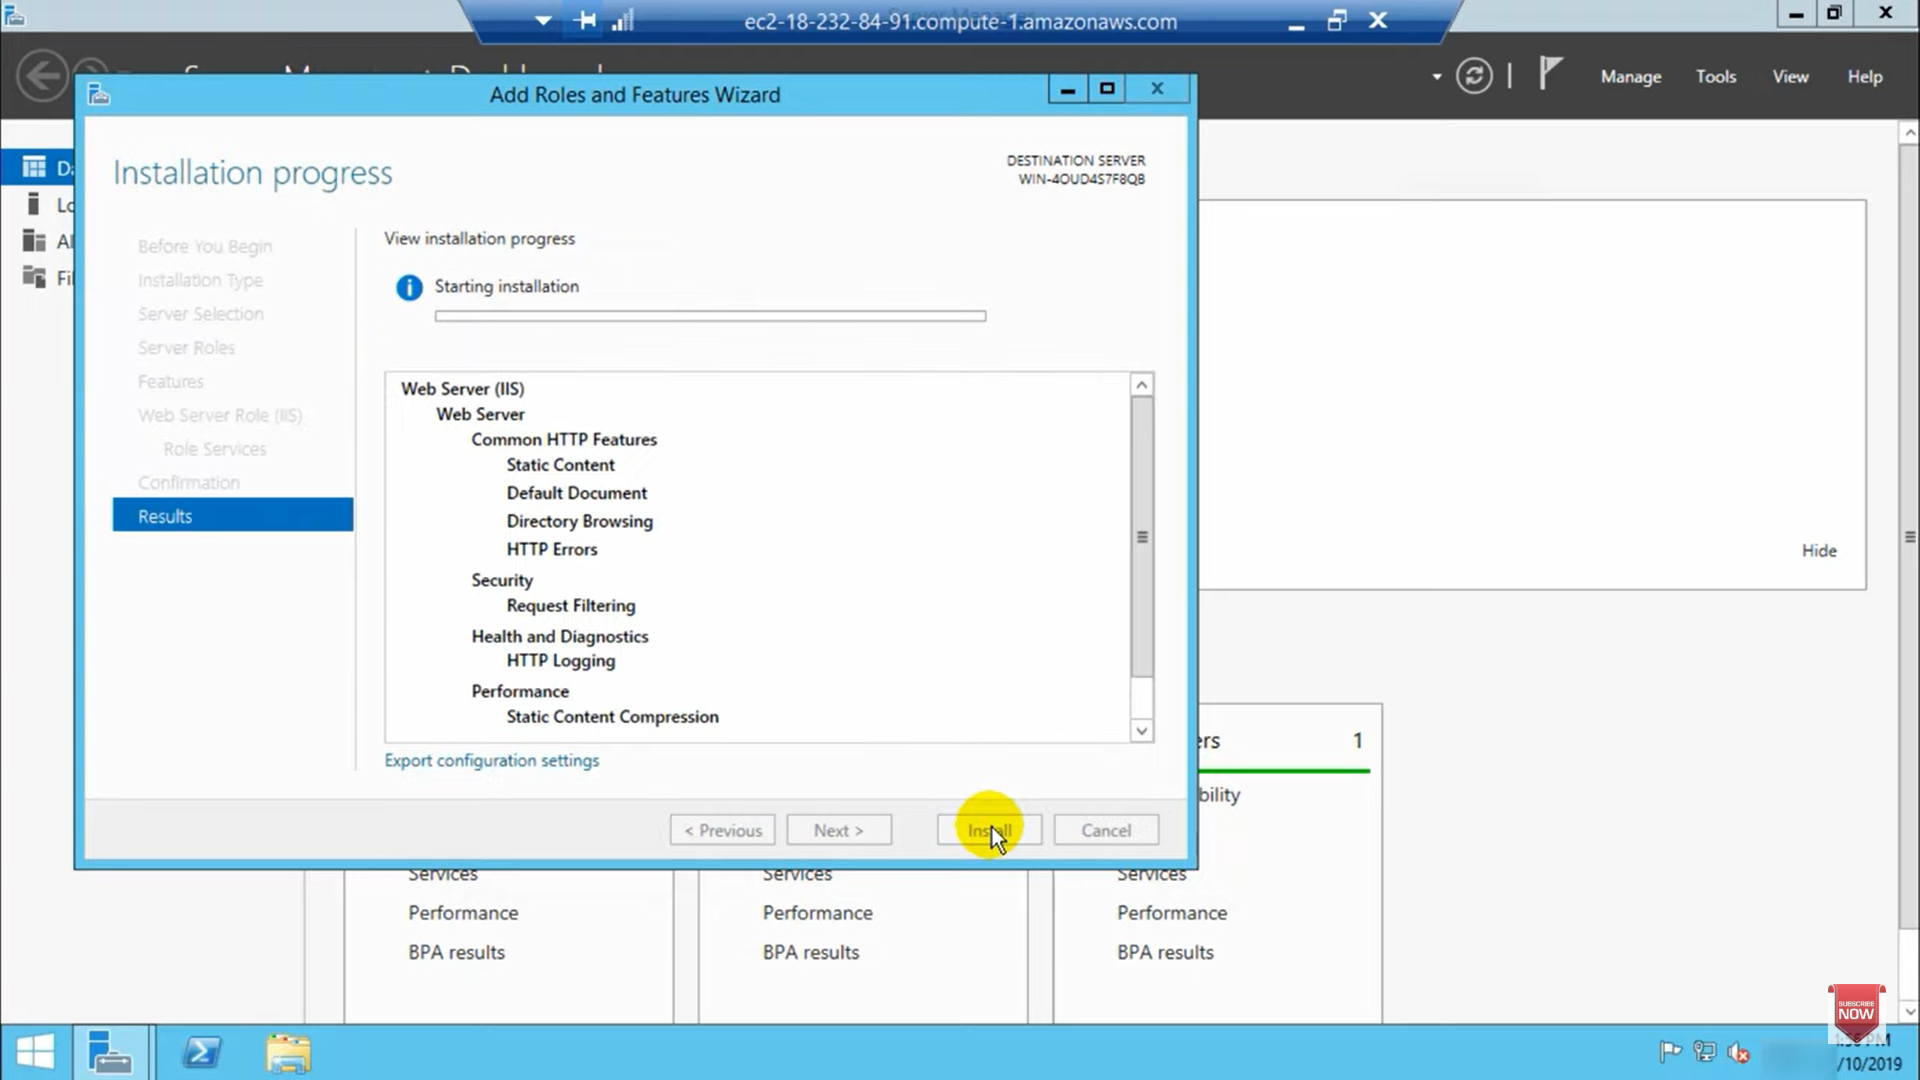 ec2-18-232-84-91.compute-1.amazonaws.com
Manage
Tools
View
Help
Add Roles and Features Wizard
Installation progress
DESTINATION SERVER
WIN-4OUD4S7F8QB
Before You Begin
Installation Type
Server Selection
Server Roles
Features
Web Server Role (IIS)
Role Services
Confirmation
Results
View installation progress
Starting installation
Web Server (IIS)
Web Server
Common HTTP Features
Static Content
Default Document
Directory Browsing
HTTP Errors
Security
Request Filtering
Health and Diagnostics
HTTP Logging
Performance
Static Content Compression
Export configuration settings
< Previous
Next >
Install
Cancel
Hide
1
Services
Performance
BPA results
Services
Performance
BPA results
Services
Performance
BPA results
SUBSCRIBE
NOW
/10/2019